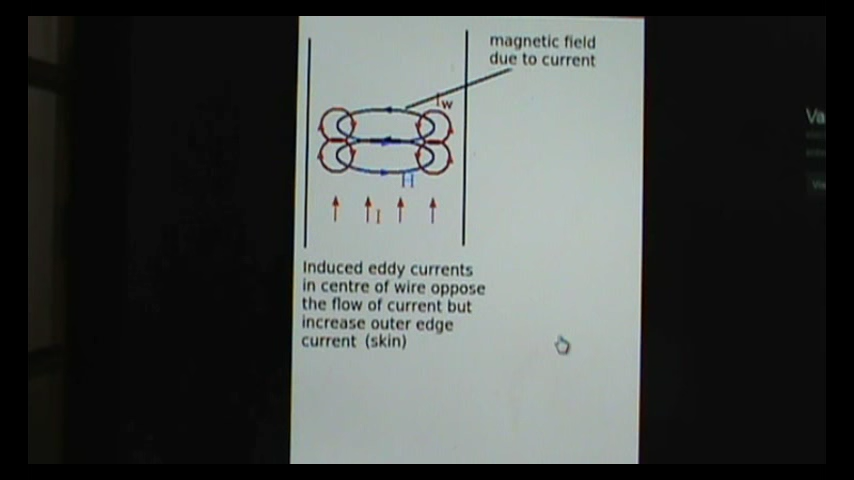 magnetic field
due to current
Iw
H
I
Induced eddy currents
in centre of wire oppose
the flow of current but
increase outer edge
current (skin)
Va